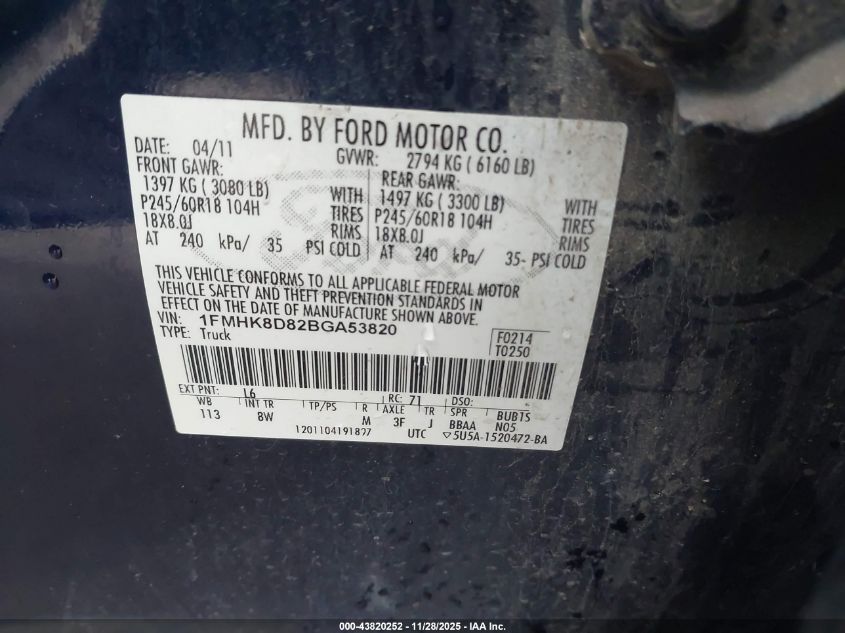 MFD. BY FORD MOTOR CO.
DATE: 04/11 GVWR: 2794 KG ( 6160 LB)
FRONT GAWR: REAR GAWR:
1397 KG ( 3080 LB) WITH 1497 KG ( 3300 LB) WITH
P245/60R18 104H TIRES P245/60R18 104H TIRES
18X8.0J RIMS 18X8.0J RIMS
AT 240 kPa/ 35 PSI COLD AT 240 kPa/ 35- PSI COLD
THIS VEHICLE CONFORMS TO ALL APPLICABLE FEDERAL MOTOR
VEHICLE SAFETY AND THEFT PREVENTION STANDARDS IN
EFFECT ON THE DATE OF MANUFACTURE SHOWN ABOVE.
VIN: 1FMHK8D82BGA53820
TYPE: Truck
F0214
T0250
EXT PNT: L6 RC: 71 DSO:
WB INT TR TP/PS R AXLE TR SPR BUBTS
113 8W M 3F J BBAA N05
1201104191827 UTC ▽5U5A-1520472-BA
000-43820252 — 11/28/2025 — IAA Inc.